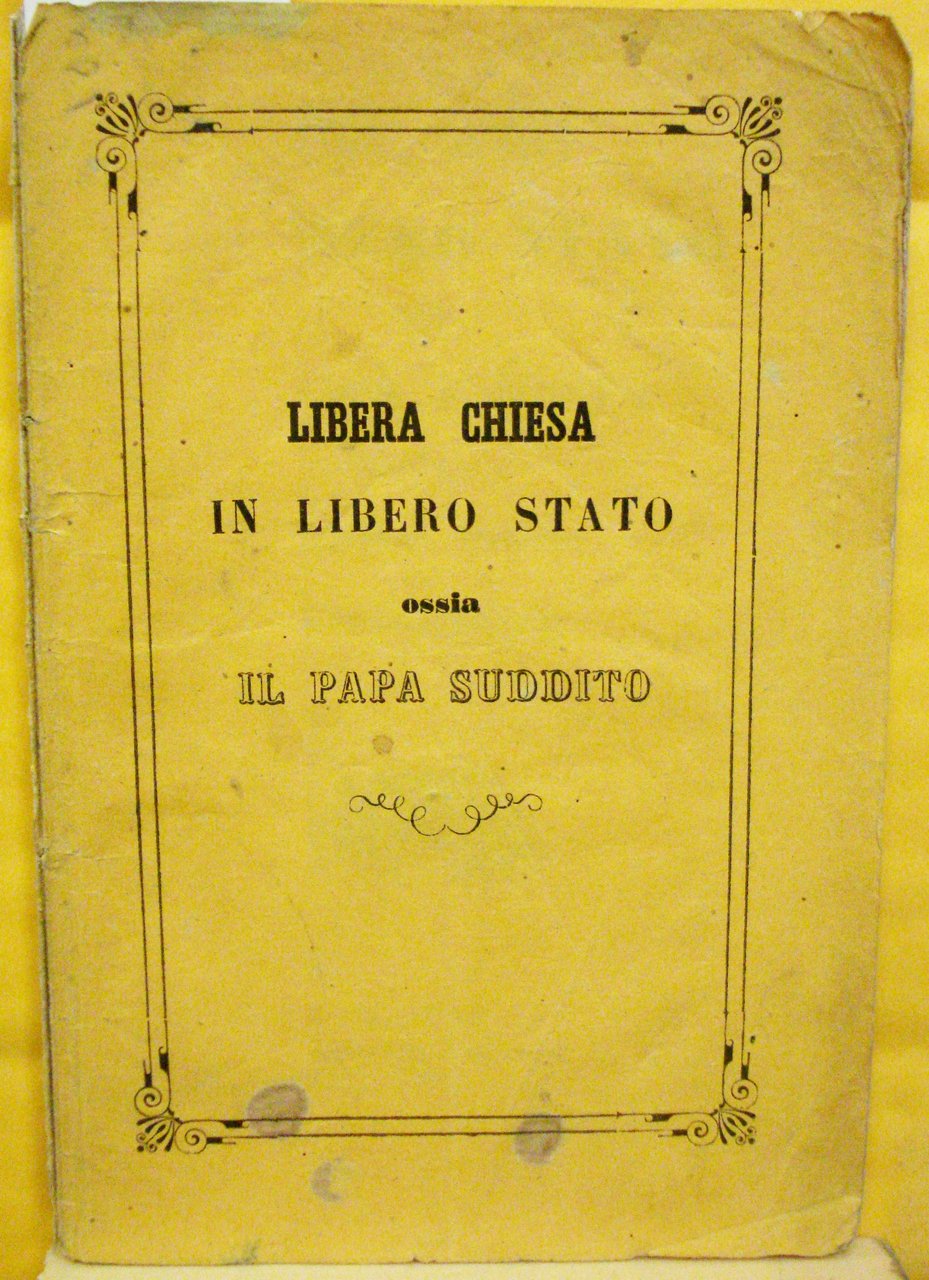 LIBERA CHIESA
IN LIBERO STATO
ossia
IL PAPA SUDDITO